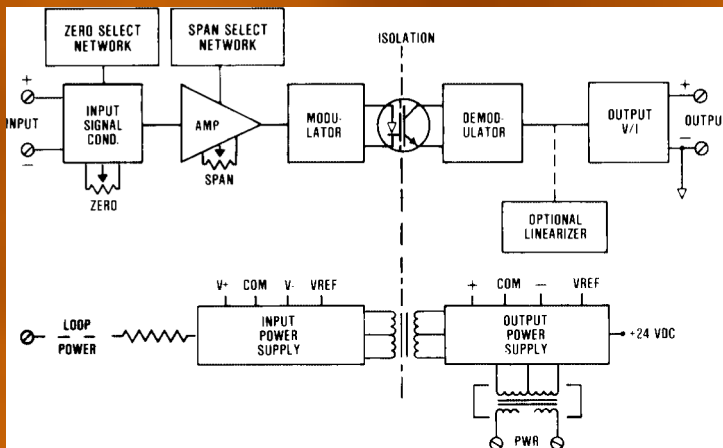 ZERO SELECT
NETWORK
SPAN SELECT
NETWORK
ISOLATION
+
INPUT
−
INPUT
SIGNAL
COND.
ZERO
AMP
SPAN
MODU-
LATOR
DEMOD-
ULATOR
OUTPUT
V/I
+
OUTPUT
−
OPTIONAL
LINEARIZER
V+ COM V- VREF
+ COM − VREF
LOOP
POWER
INPUT
POWER
SUPPLY
OUTPUT
POWER
SUPPLY
+24 VDC
PWR